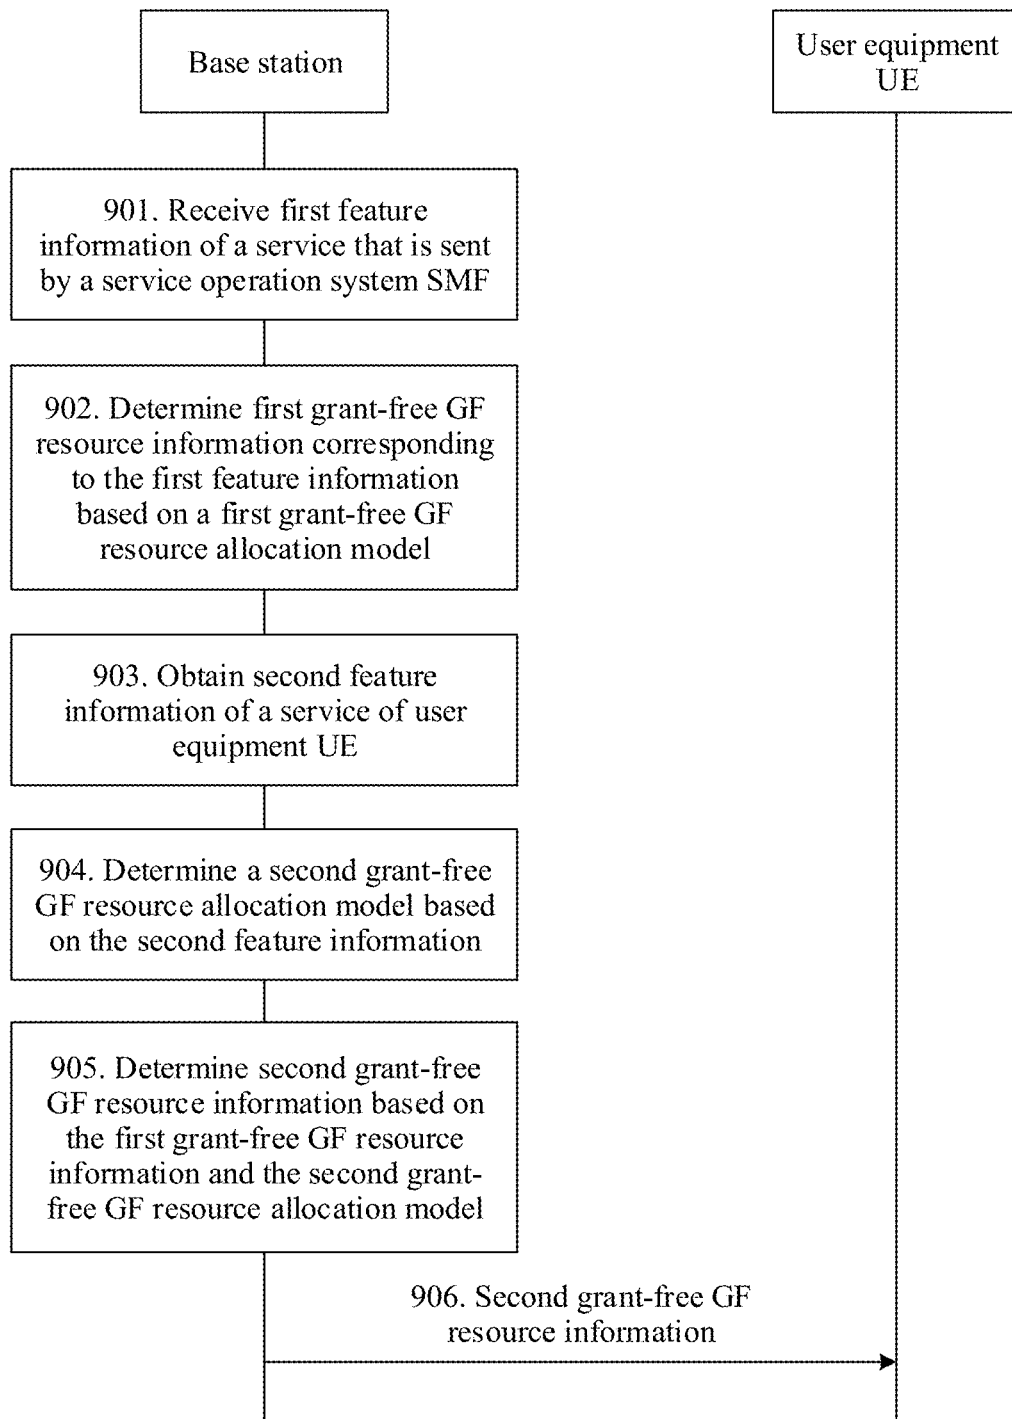 Base station
User equipment
UE
901. Receive first feature
information of a service that is sent
by a service operation system SMF
902. Determine first grant-free GF
resource information corresponding
to the first feature information
based on a first grant-free GF
resource allocation model
903. Obtain second feature
information of a service of user
equipment UE
904. Determine a second grant-free
GF resource allocation model based
on the second feature information
905. Determine second grant-free
GF resource information based on
the first grant-free GF resource
information and the second grant-
free GF resource allocation model
906. Second grant-free GF
resource information